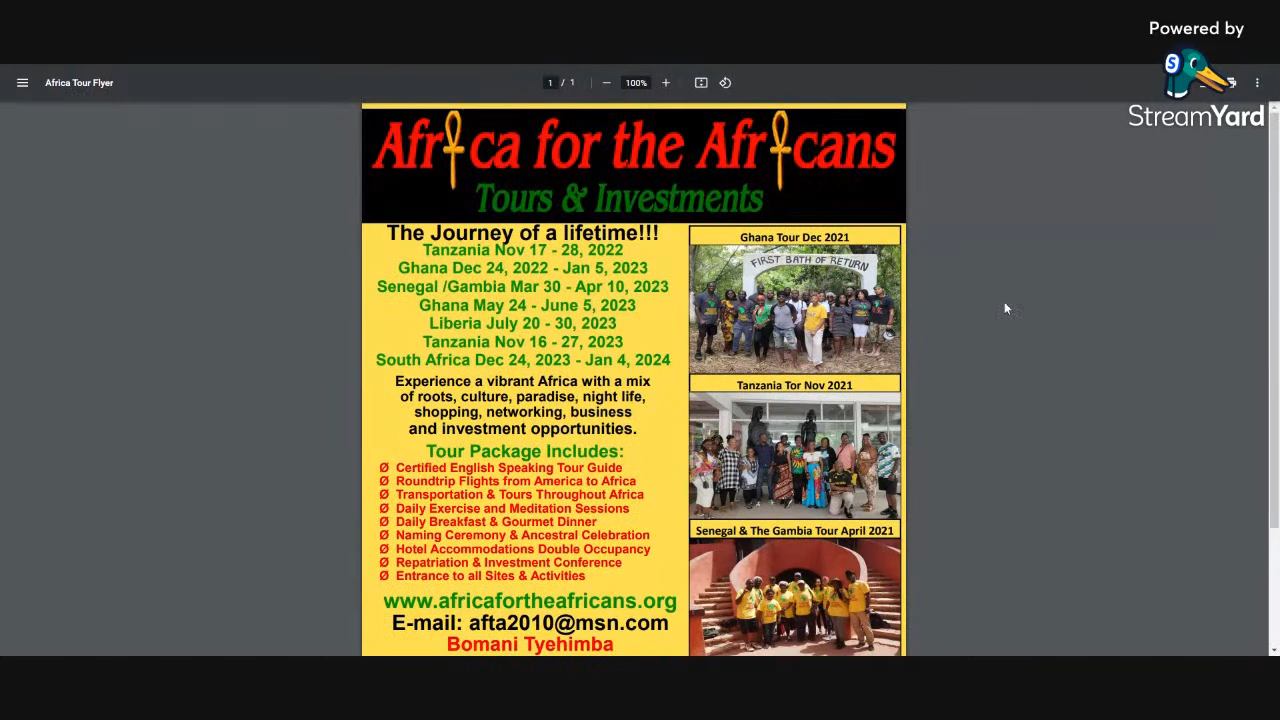 Powered by
StreamYard
Africa Tour Flyer
1 / 1
100%
Africa for the Africans
Tours & Investments
The Journey of a lifetime!!!
Tanzania Nov 17 - 28, 2022
Ghana Dec 24, 2022 - Jan 5, 2023
Senegal /Gambia Mar 30 - Apr 10, 2023
Ghana May 24 - June 5, 2023
Liberia July 20 - 30, 2023
Tanzania Nov 16 - 27, 2023
South Africa Dec 24, 2023 - Jan 4, 2024
Experience a vibrant Africa with a mix
of roots, culture, paradise, night life,
shopping, networking, business
and investment opportunities.
Tour Package Includes:
Ø Certified English Speaking Tour Guide
Ø Roundtrip Flights from America to Africa
Ø Transportation & Tours Throughout Africa
Ø Daily Exercise and Meditation Sessions
Ø Daily Breakfast & Gourmet Dinner
Ø Naming Ceremony & Ancestral Celebration
Ø Hotel Accommodations Double Occupancy
Ø Repatriation & Investment Conference
Ø Entrance to all Sites & Activities
www.africafortheafricans.org
E-mail: afta2010@msn.com
Bomani Tyehimba
Ghana Tour Dec 2021
FIRST BATH OF RETURN
Tanzania Tor Nov 2021
Senegal & The Gambia Tour April 2021